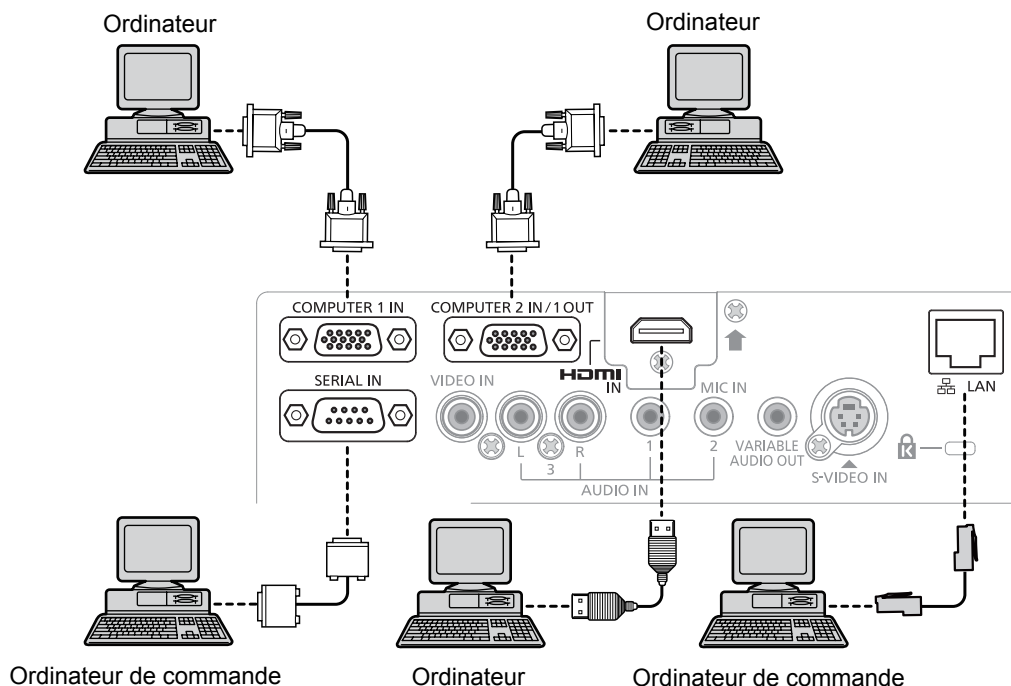 Ordinateur
Ordinateur
COMPUTER 1 IN
COMPUTER 2 IN / 1 OUT
SERIAL IN
VIDEO IN
HDMI
IN
MIC IN
LAN
L
R
1
2
VARIABLE
AUDIO OUT
3
AUDIO IN
K
S-VIDEO IN
Ordinateur de commande
Ordinateur
Ordinateur de commande